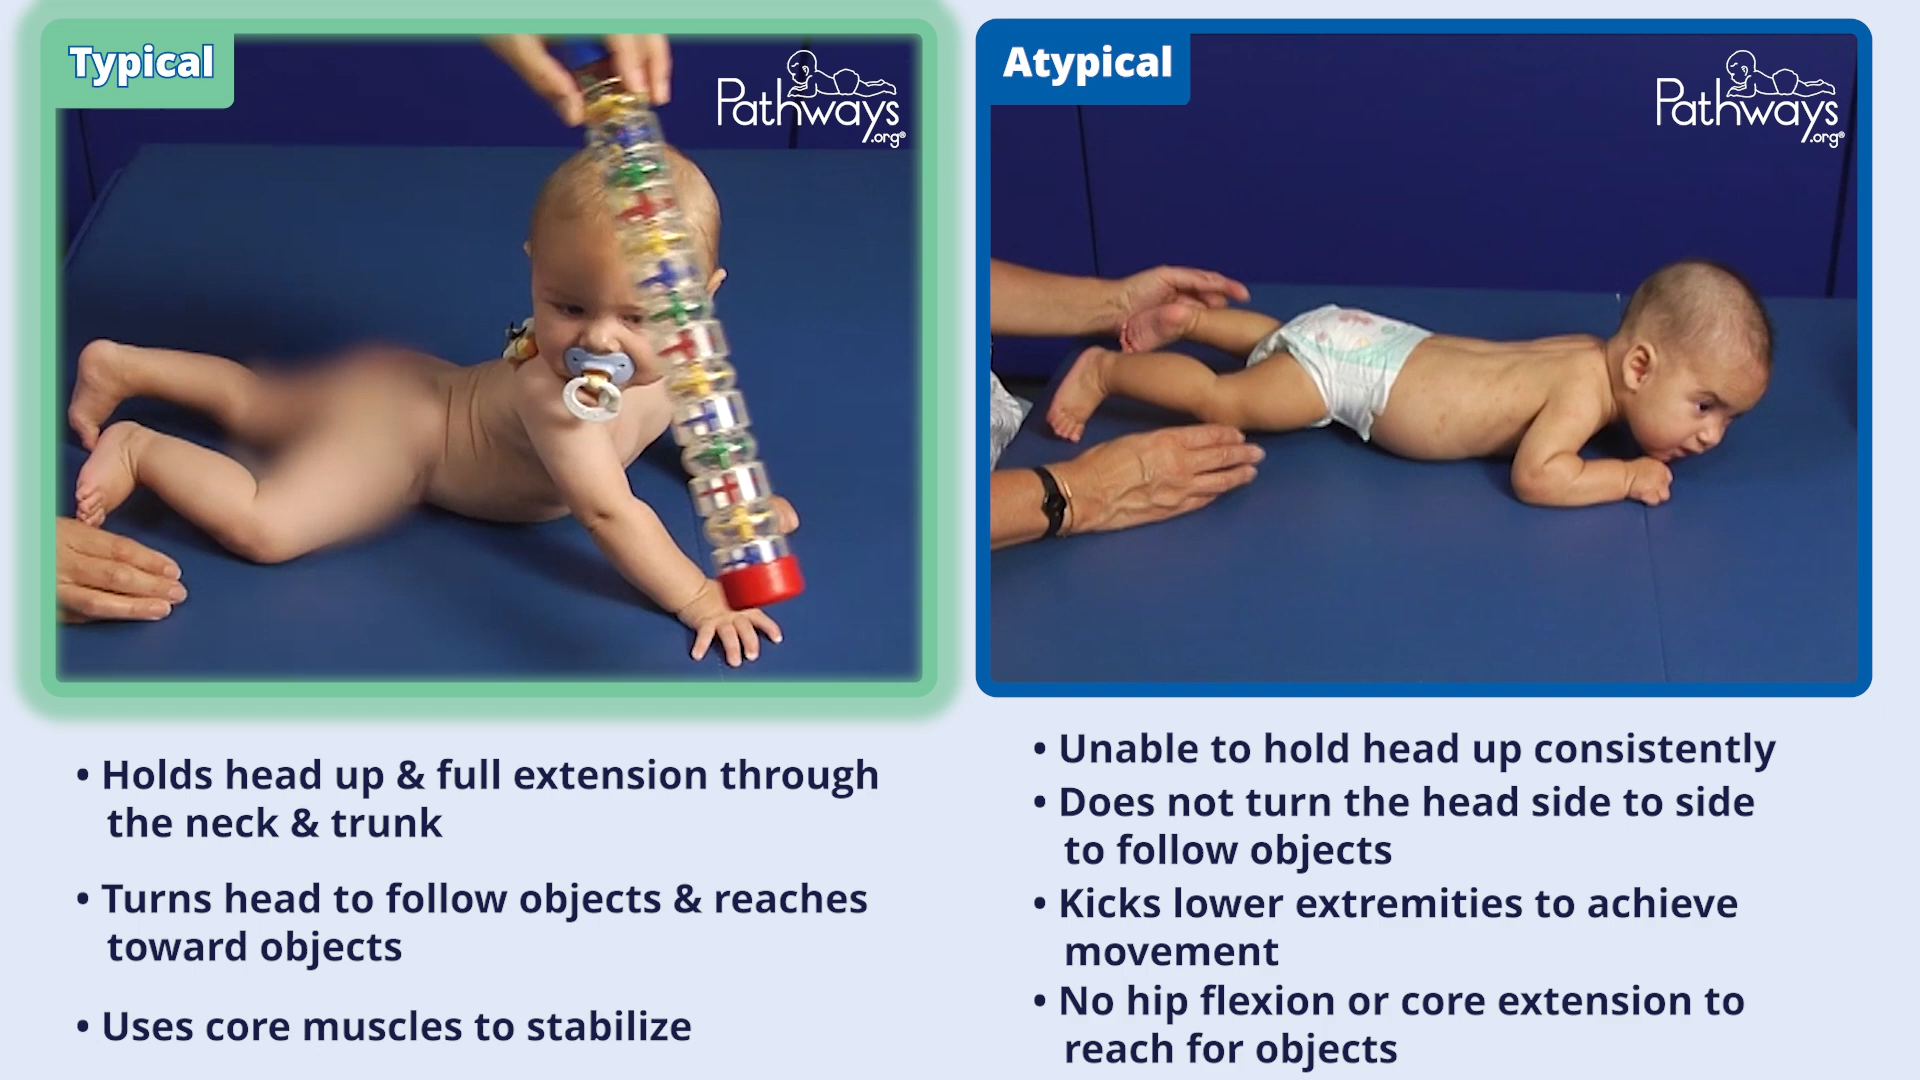 Typical
Pathways
.org®
• Holds head up & full extension through
the neck & trunk
• Turns head to follow objects & reaches
toward objects
• Uses core muscles to stabilize
Atypical
Pathways
.org®
• Unable to hold head up consistently
• Does not turn the head side to side
to follow objects
• Kicks lower extremities to achieve
movement
• No hip flexion or core extension to
reach for objects